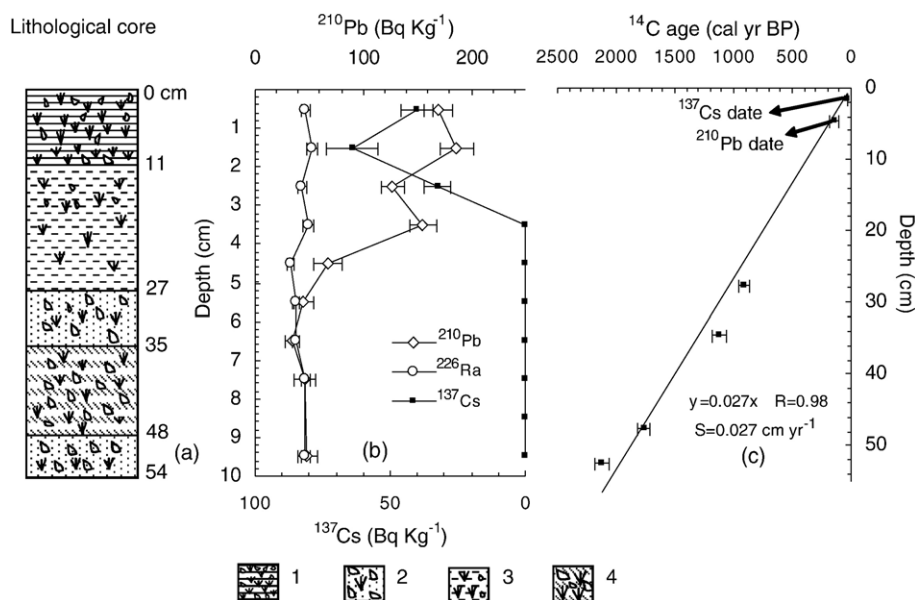 Lithological core
0 cm
11
27
35
48
54
(a)
²¹⁰Pb (Bq Kg⁻¹)
0 100 200
Depth (cm)
1
2
3
4
5
6
7
8
9
10
²¹⁰Pb
²²⁶Ra
¹³⁷Cs
(b)
100 50 0
¹³⁷Cs (Bq Kg⁻¹)
¹⁴C age (cal yr BP)
2500 2000 1500 1000 500 0
¹³⁷Cs date
²¹⁰Pb date
0
10
20
30
40
50
Depth (cm)
y=0.027x R=0.98
S=0.027 cm yr⁻¹
(c)
1 2 3 4